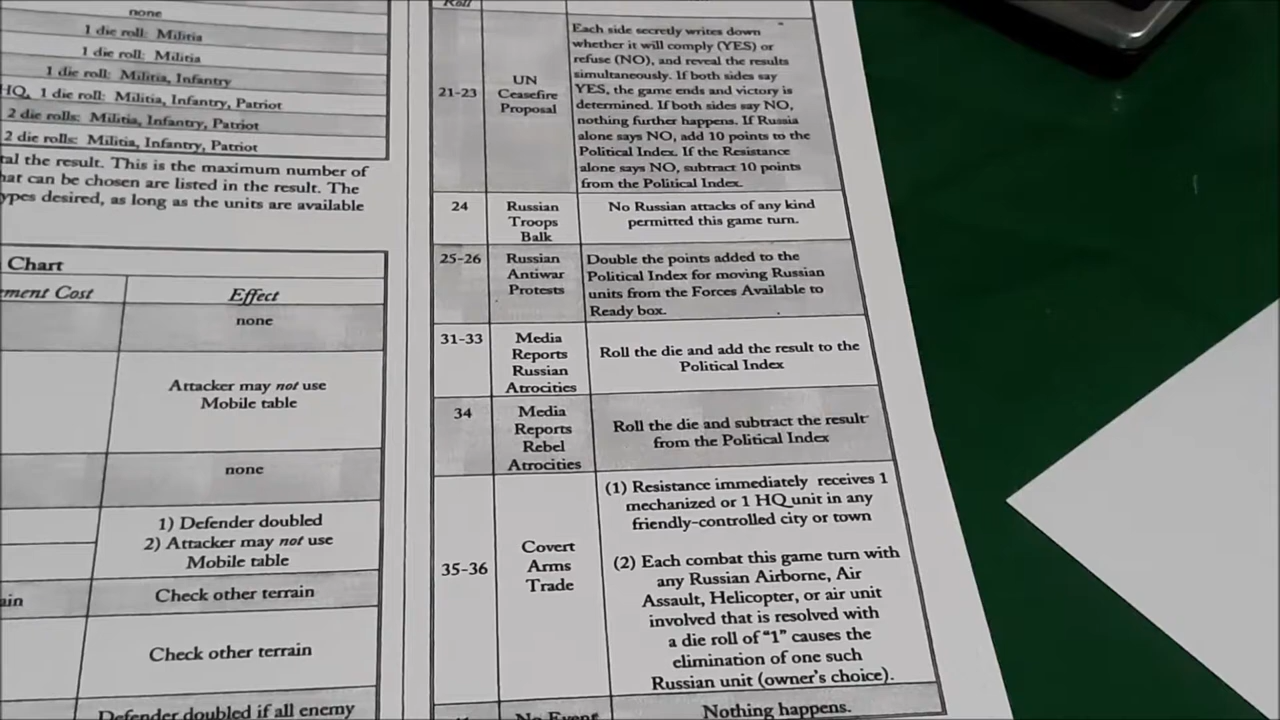 none
1 die roll: Militia
1 die roll: Militia
1 die roll: Militia, Infantry
HQ, 1 die roll: Militia, Infantry, Patriot
2 die rolls: Militia, Infantry, Patriot
2 die rolls: Militia, Infantry, Patriot
tal the result. This is the maximum number of
hat can be chosen are listed in the result. The
ypes desired, as long as the units are available
Chart
ment Cost
Effect
none
Attacker may not use
Mobile table
none
1) Defender doubled
2) Attacker may not use
Mobile table
Check other terrain
ain
Check other terrain
Defender doubled if all enemy
Roll
21-23
UN
Ceasefire
Proposal
Each side secretly writes down
whether it will comply (YES) or
refuse (NO), and reveal the results
simultaneously. If both sides say
YES, the game ends and victory is
determined. If both sides say NO,
nothing further happens. If Russia
alone says NO, add 10 points to the
Political Index. If the Resistance
alone says NO, subtract 10 points
from the Political Index.
24
Russian
Troops
Balk
No Russian attacks of any kind
permitted this game turn.
25-26
Russian
Antiwar
Protests
Double the points added to the
Political Index for moving Russian
units from the Forces Available to
Ready box.
31-33
Media
Reports
Russian
Atrocities
Roll the die and add the result to the
Political Index
34
Media
Reports
Rebel
Atrocities
Roll the die and subtract the result
from the Political Index
35-36
Covert
Arms
Trade
(1) Resistance immediately receives 1
mechanized or 1 HQ unit in any
friendly-controlled city or town
(2) Each combat this game turn with
any Russian Airborne, Air
Assault, Helicopter, or air unit
involved that is resolved with
a die roll of "1" causes the
elimination of one such
Russian unit (owner's choice).
No Event
Nothing happens.